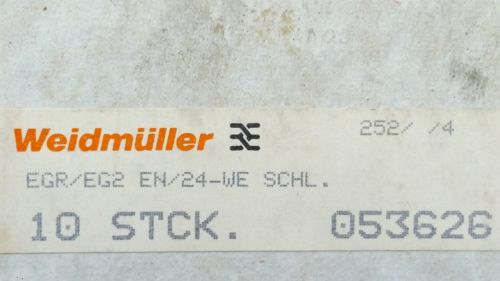 Weidmüller 252/ /4
EGR/EG2 EN/24-WE SCHL.
10 STCK. 053626